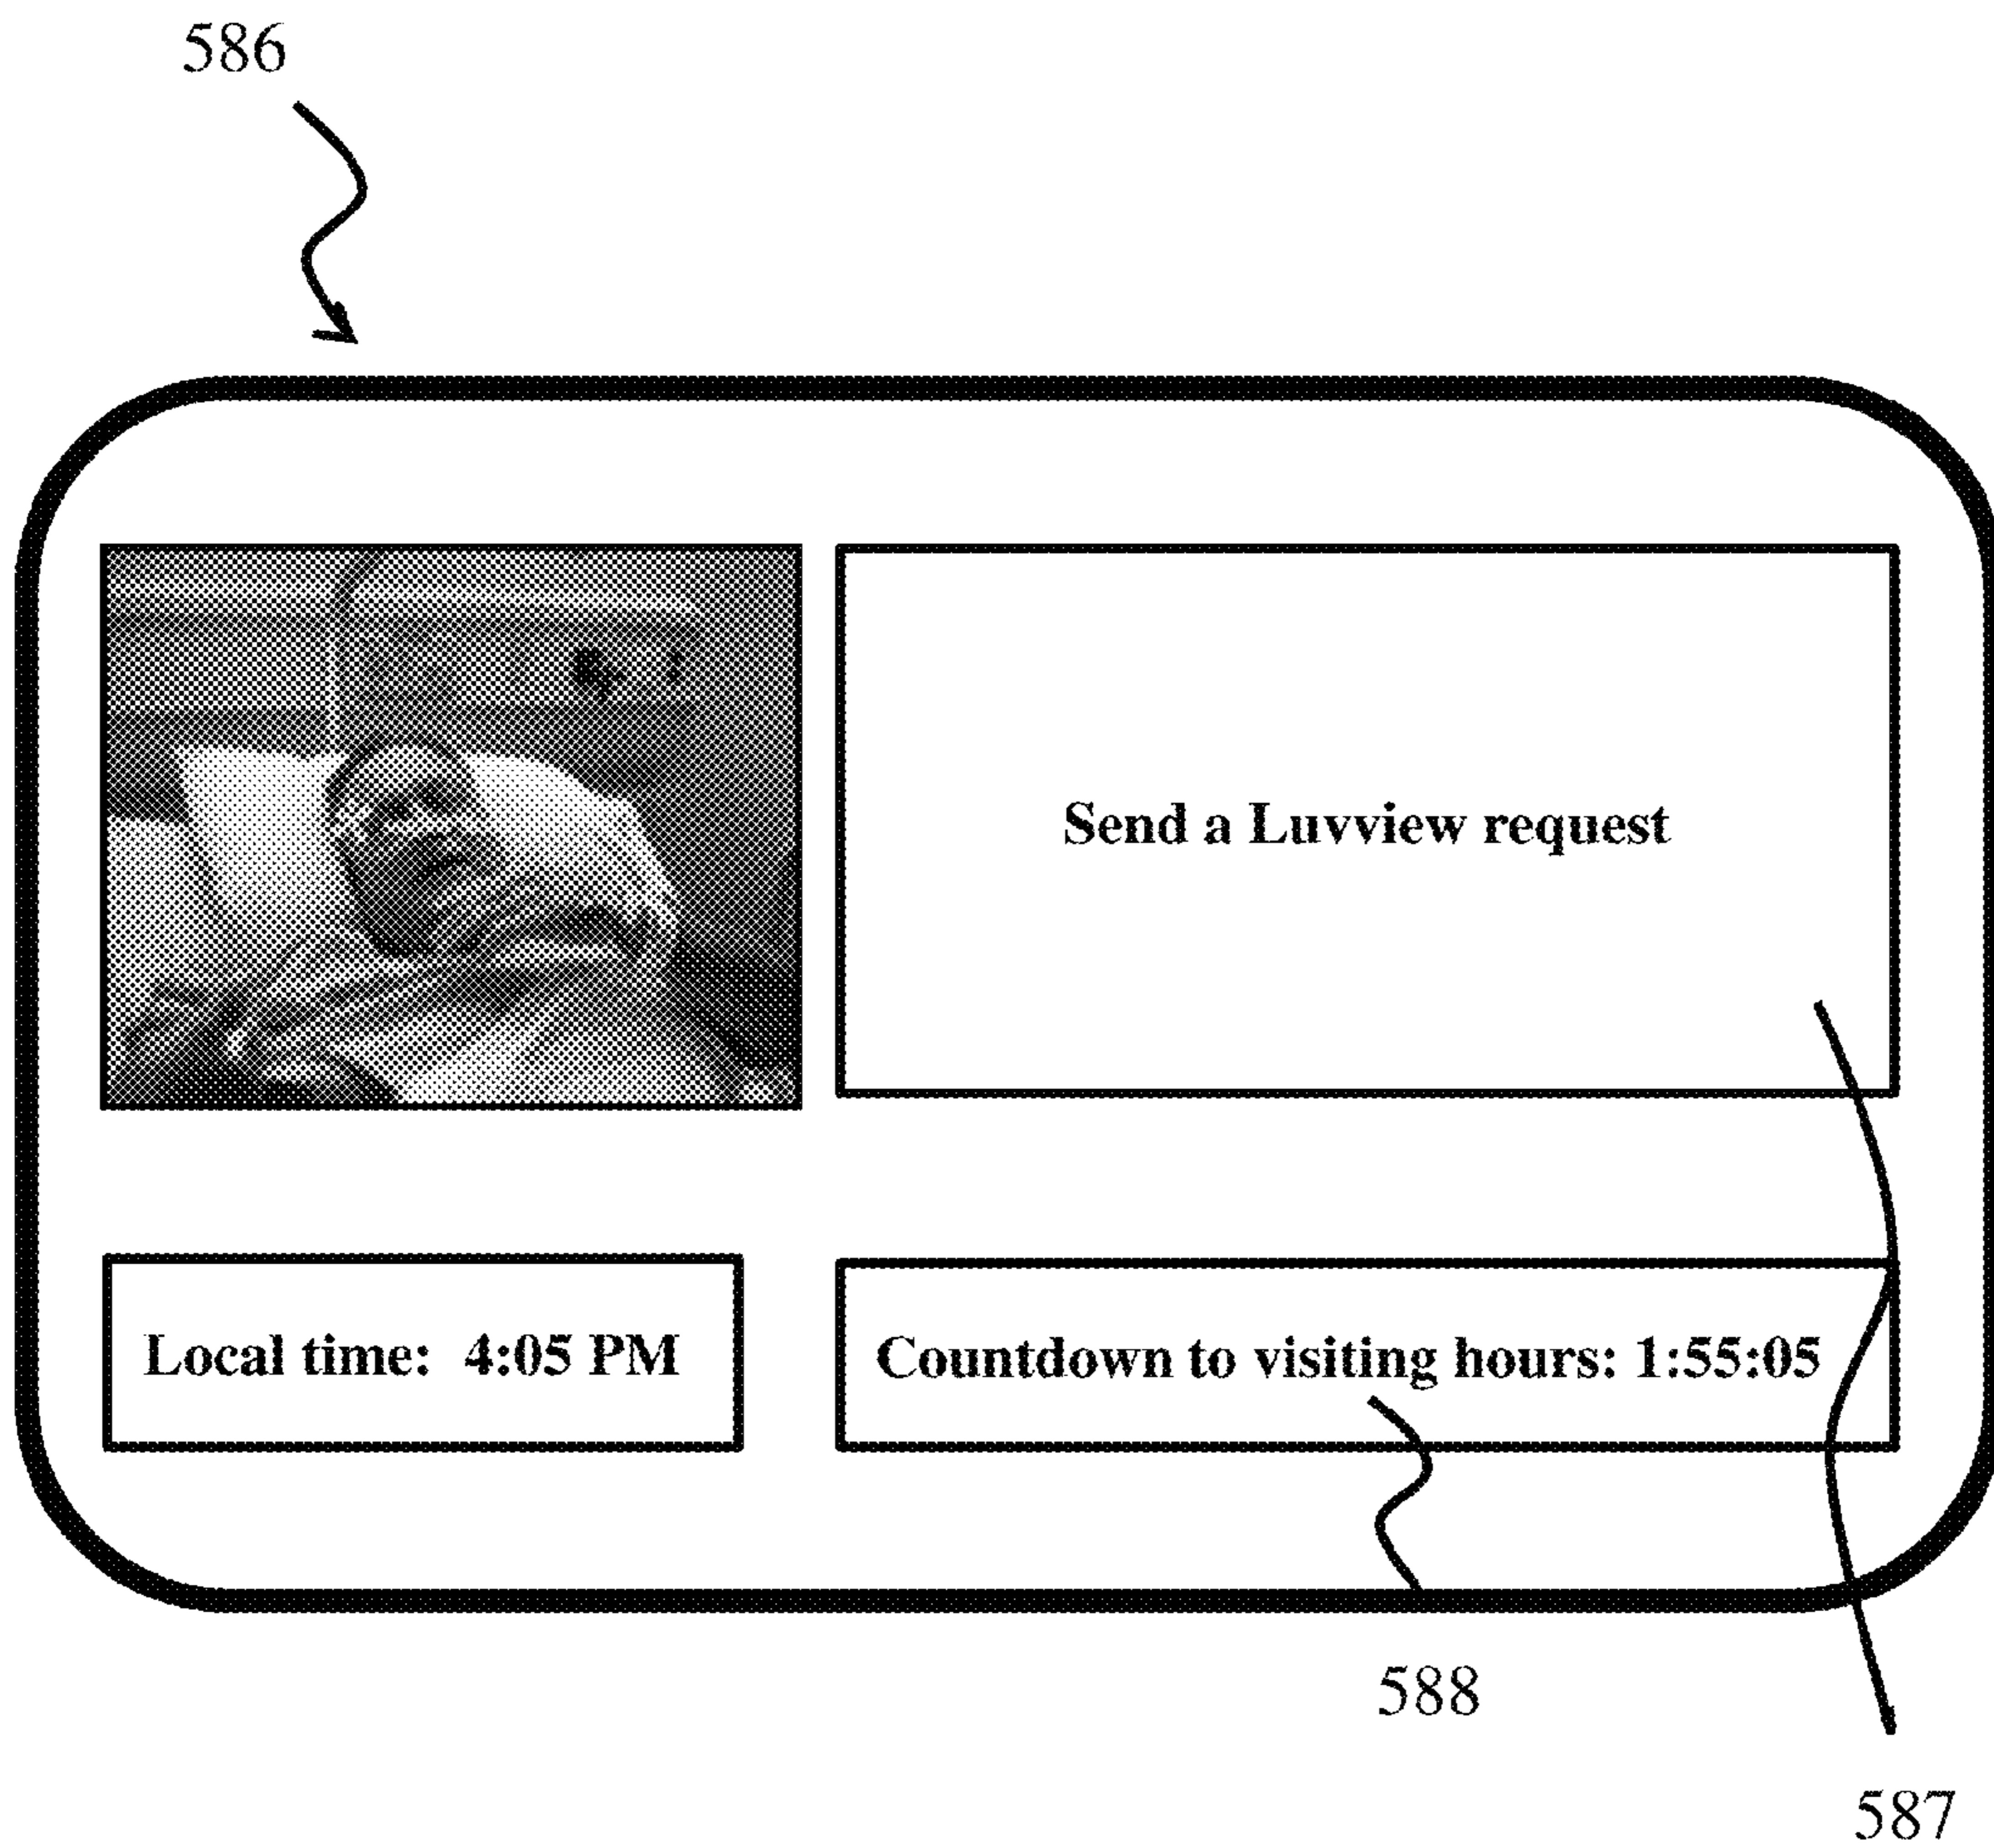 586
Send a Luvview request
Local time: 4:05 PM
Countdown to visiting hours: 1:55:05
588
587